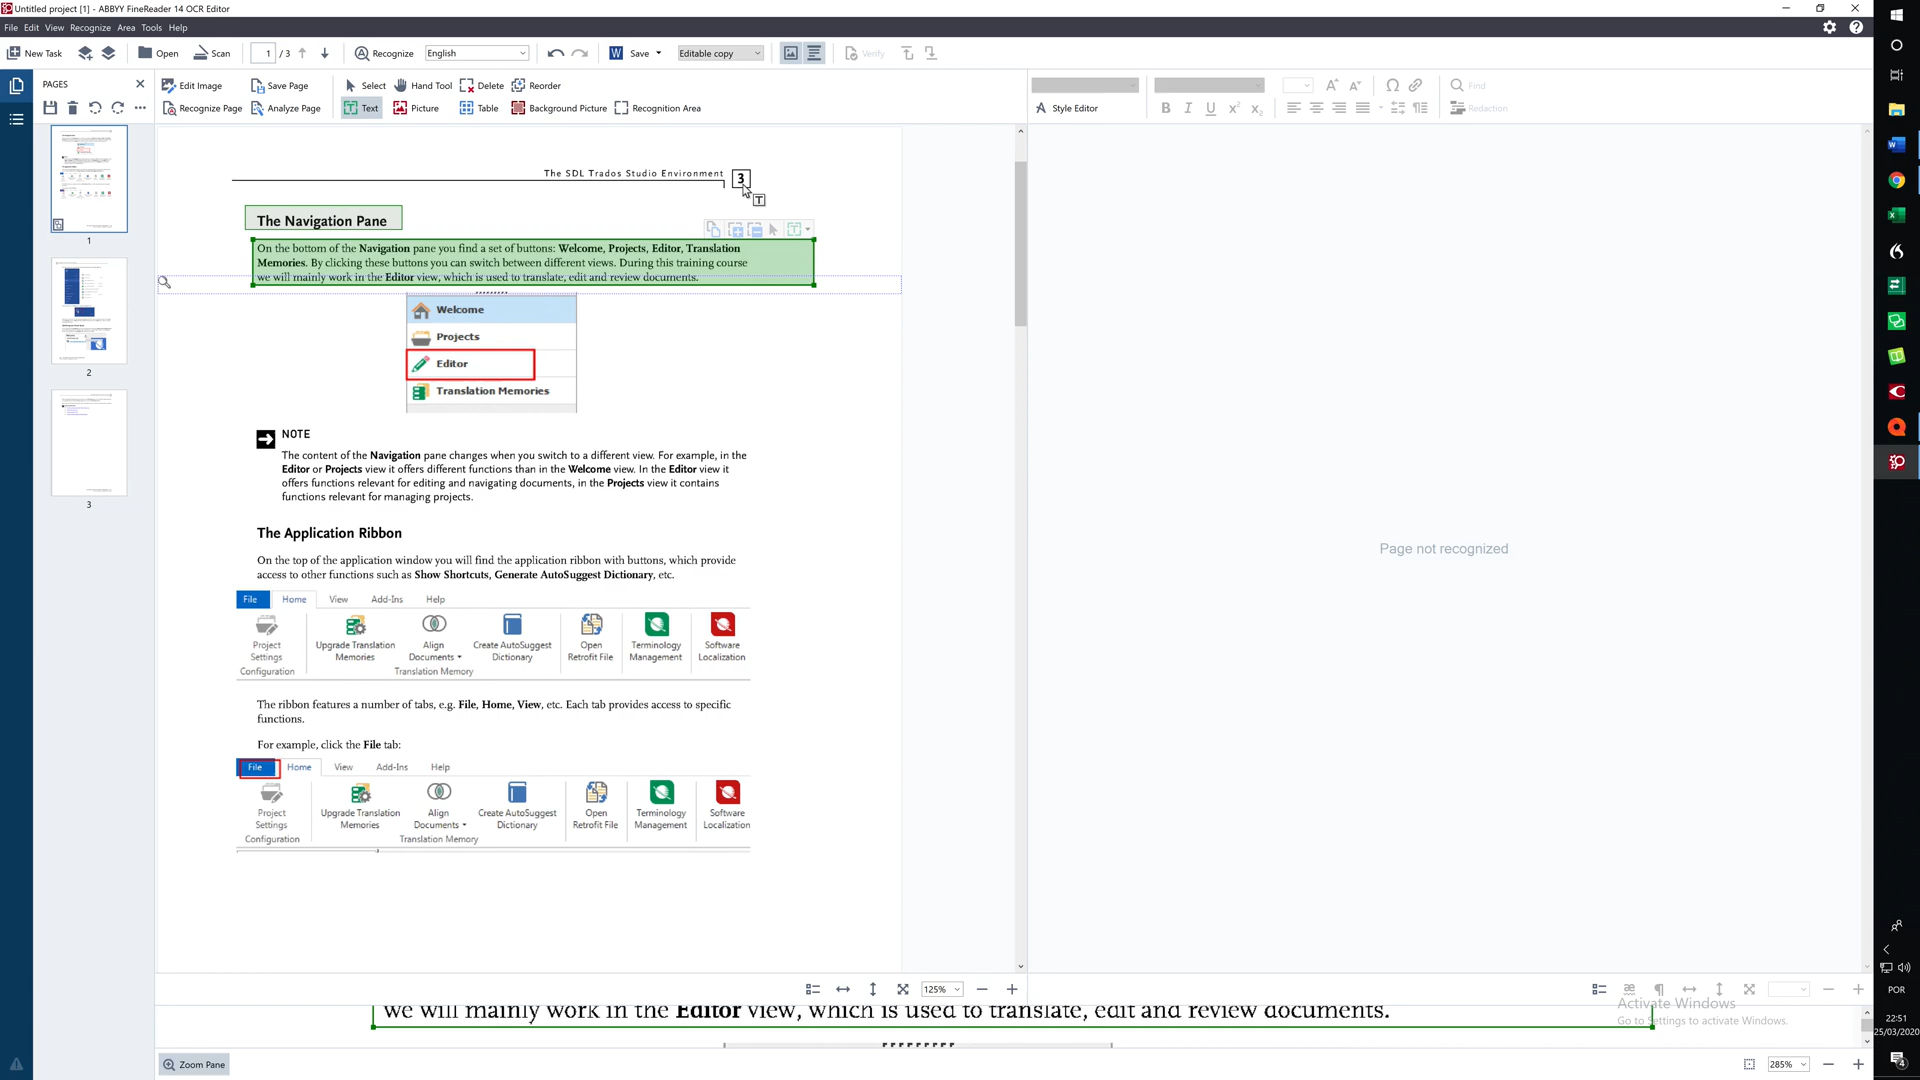 Untitled project [1] - ABBYY FineReader 14 OCR Editor
File Edit View Recognize Area Tools Help
New Task Open Scan 1 / 3 Recognize English Save Editable copy Verify
PAGES
Edit Image Save Page Select Hand Tool Delete Reorder
Recognize Page Analyze Page Text Picture Table Background Picture Recognition Area
Style Editor
Find
Redaction
1
2
3
The SDL Trados Studio Environment 3
The Navigation Pane
On the bottom of the Navigation pane you find a set of buttons: Welcome, Projects, Editor, Translation
Memories. By clicking these buttons you can switch between different views. During this training course
we will mainly work in the Editor view, which is used to translate, edit and review documents.
Welcome
Projects
Editor
Translation Memories
NOTE
The content of the Navigation pane changes when you switch to a different view. For example, in the
Editor or Projects view it offers different functions than in the Welcome view. In the Editor view it
offers functions relevant for editing and navigating documents, in the Projects view it contains
functions relevant for managing projects.
The Application Ribbon
On the top of the application window you will find the application ribbon with buttons, which provide
access to other functions such as Show Shortcuts, Generate AutoSuggest Dictionary, etc.
File Home View Add-Ins Help
Project Settings
Upgrade Translation Memories
Align Documents
Create AutoSuggest Dictionary
Open Retrofit File
Terminology Management
Software Localization
Configuration Translation Memory
The ribbon features a number of tabs, e.g. File, Home, View, etc. Each tab provides access to specific
functions.
For example, click the File tab:
File Home View Add-Ins Help
Project Settings
Upgrade Translation Memories
Align Documents
Create AutoSuggest Dictionary
Open Retrofit File
Terminology Management
Software Localization
Configuration Translation Memory
Page not recognized
125%
we will mainly work in the Editor view, which is used to translate, edit and review documents.
Activate Windows
Go to Settings to activate Windows.
Zoom Pane
285%
POR
22:51
25/03/2020
4